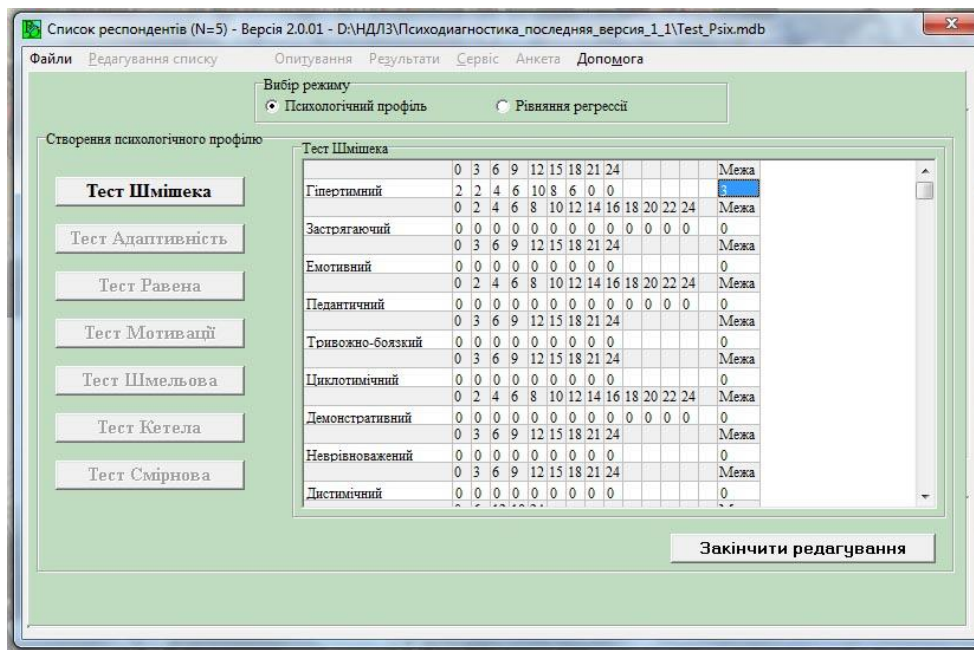 Список респондентів (N=5) - Версія 2.0.01 - D:\НДЛЗ\Психодиагностика_последняя_версия_1_1\Test_Psix.mdb
Файли Редагування списку Опитування Результати Сервіс Анкета Допомога
Вибір режиму
Психологічний профіль Рівняння регрессії
Створення психологічного профілю
Тест Шмішека
Тест Адаптивність
Тест Равена
Тест Мотивації
Тест Шмельова
Тест Кетела
Тест Смірнова
Тест Шмішека
0 3 6 9 12 15 18 21 24 Межа
Гіпертимний 2 2 4 6 10 8 6 0 0 3
0 2 4 6 8 10 12 14 16 18 20 22 24 Межа
Застрягаючий 0 0 0 0 0 0 0 0 0 0 0 0 0 0
0 3 6 9 12 15 18 21 24 Межа
Емотивний 0 0 0 0 0 0 0 0 0 0
0 2 4 6 8 10 12 14 16 18 20 22 24 Межа
Педантичний 0 0 0 0 0 0 0 0 0 0 0 0 0 0
0 3 6 9 12 15 18 21 24 Межа
Тривожно-боязкий 0 0 0 0 0 0 0 0 0 0
0 3 6 9 12 15 18 21 24 Межа
Циклотимічний 0 0 0 0 0 0 0 0 0 0
0 2 4 6 8 10 12 14 16 18 20 22 24 Межа
Демонстративний 0 0 0 0 0 0 0 0 0 0 0 0 0 0
0 3 6 9 12 15 18 21 24 Межа
Неврівноважений 0 0 0 0 0 0 0 0 0 0
0 3 6 9 12 15 18 21 24 Межа
Дистимічний 0 0 0 0 0 0 0 0 0 0
Закінчити редагування